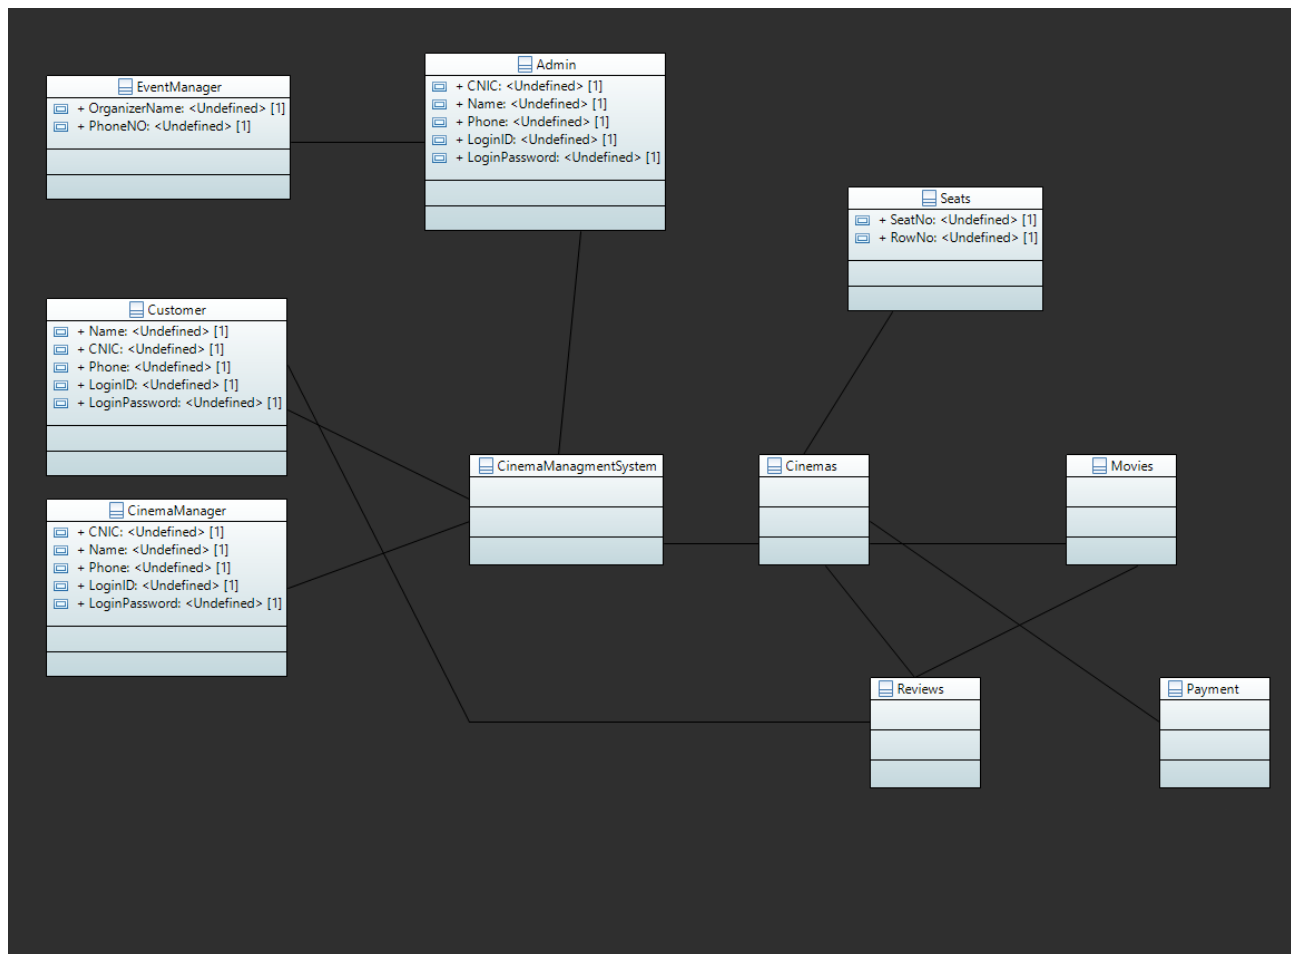 EventManager
+ OrganizerName: <Undefined> [1]
+ PhoneNO: <Undefined> [1]
Admin
+ CNIC: <Undefined> [1]
+ Name: <Undefined> [1]
+ Phone: <Undefined> [1]
+ LoginID: <Undefined> [1]
+ LoginPassword: <Undefined> [1]
Seats
+ SeatNo: <Undefined> [1]
+ RowNo: <Undefined> [1]
Customer
+ Name: <Undefined> [1]
+ CNIC: <Undefined> [1]
+ Phone: <Undefined> [1]
+ LoginID: <Undefined> [1]
+ LoginPassword: <Undefined> [1]
CinemaManagmentSystem
Cinemas
Movies
CinemaManager
+ CNIC: <Undefined> [1]
+ Name: <Undefined> [1]
+ Phone: <Undefined> [1]
+ LoginID: <Undefined> [1]
+ LoginPassword: <Undefined> [1]
Reviews
Payment